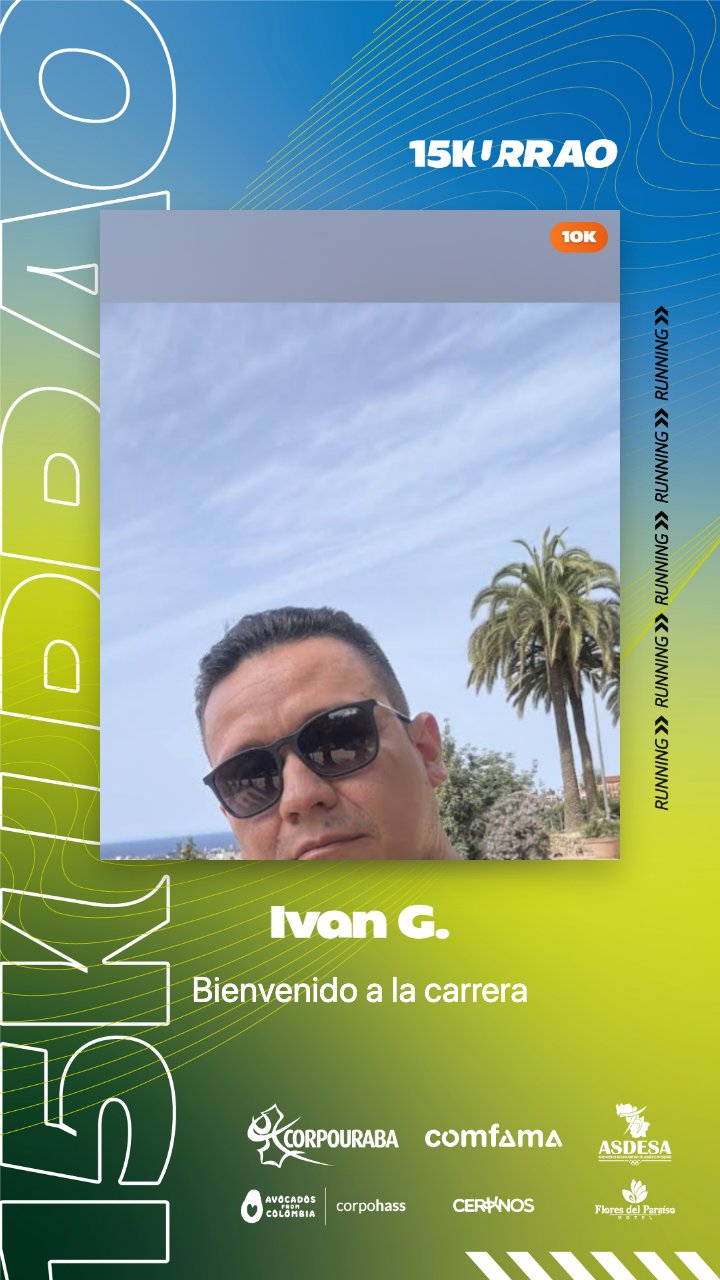 15KURRAO
10K
15KURRAO
RUNNING >> RUNNING >> RUNNING >> RUNNING >> RUNNING >>
Ivan G.
Bienvenido a la carrera
CORPOURABA
comfama
ASDESA
AVOCADOS
FROM
COLOMBIA
corpohass
CERKNOS
Flores del Paraíso
HOTEL